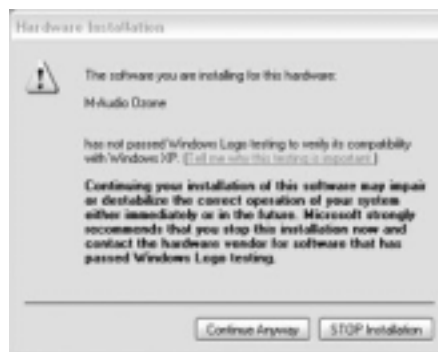 Hardware Installation
The software you are installing for this hardware:
M-Audio Ozone
has not passed Windows Logo testing to verify its compatibility
with Windows XP. (Tell me why this testing is important.)
Continuing your installation of this software may impair
or destabilize the correct operation of your system
either immediately or in the future. Microsoft strongly
recommends that you stop this installation now and
contact the hardware vendor for software that has
passed Windows Logo testing.
Continue Anyway
STOP Installation